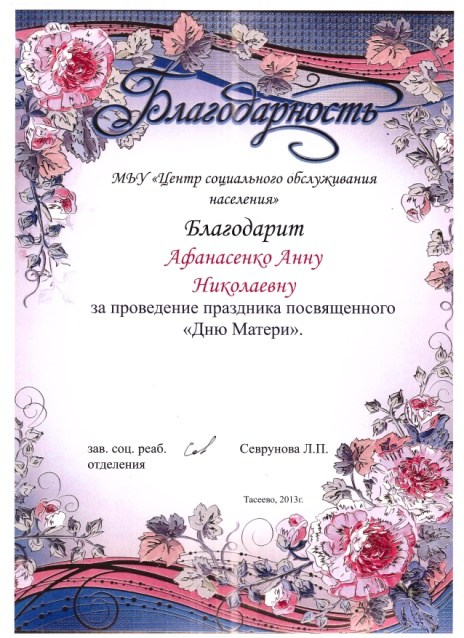 Благодарность
МБУ «Центр социального обслуживания
населения»
Благодарит
Афанасенко Анну
Николаевну
за проведение праздника посвященного
«Дню Матери».
зав. соц. реаб. Севрунова Л.П.
отделения
Тасеево, 2013г.